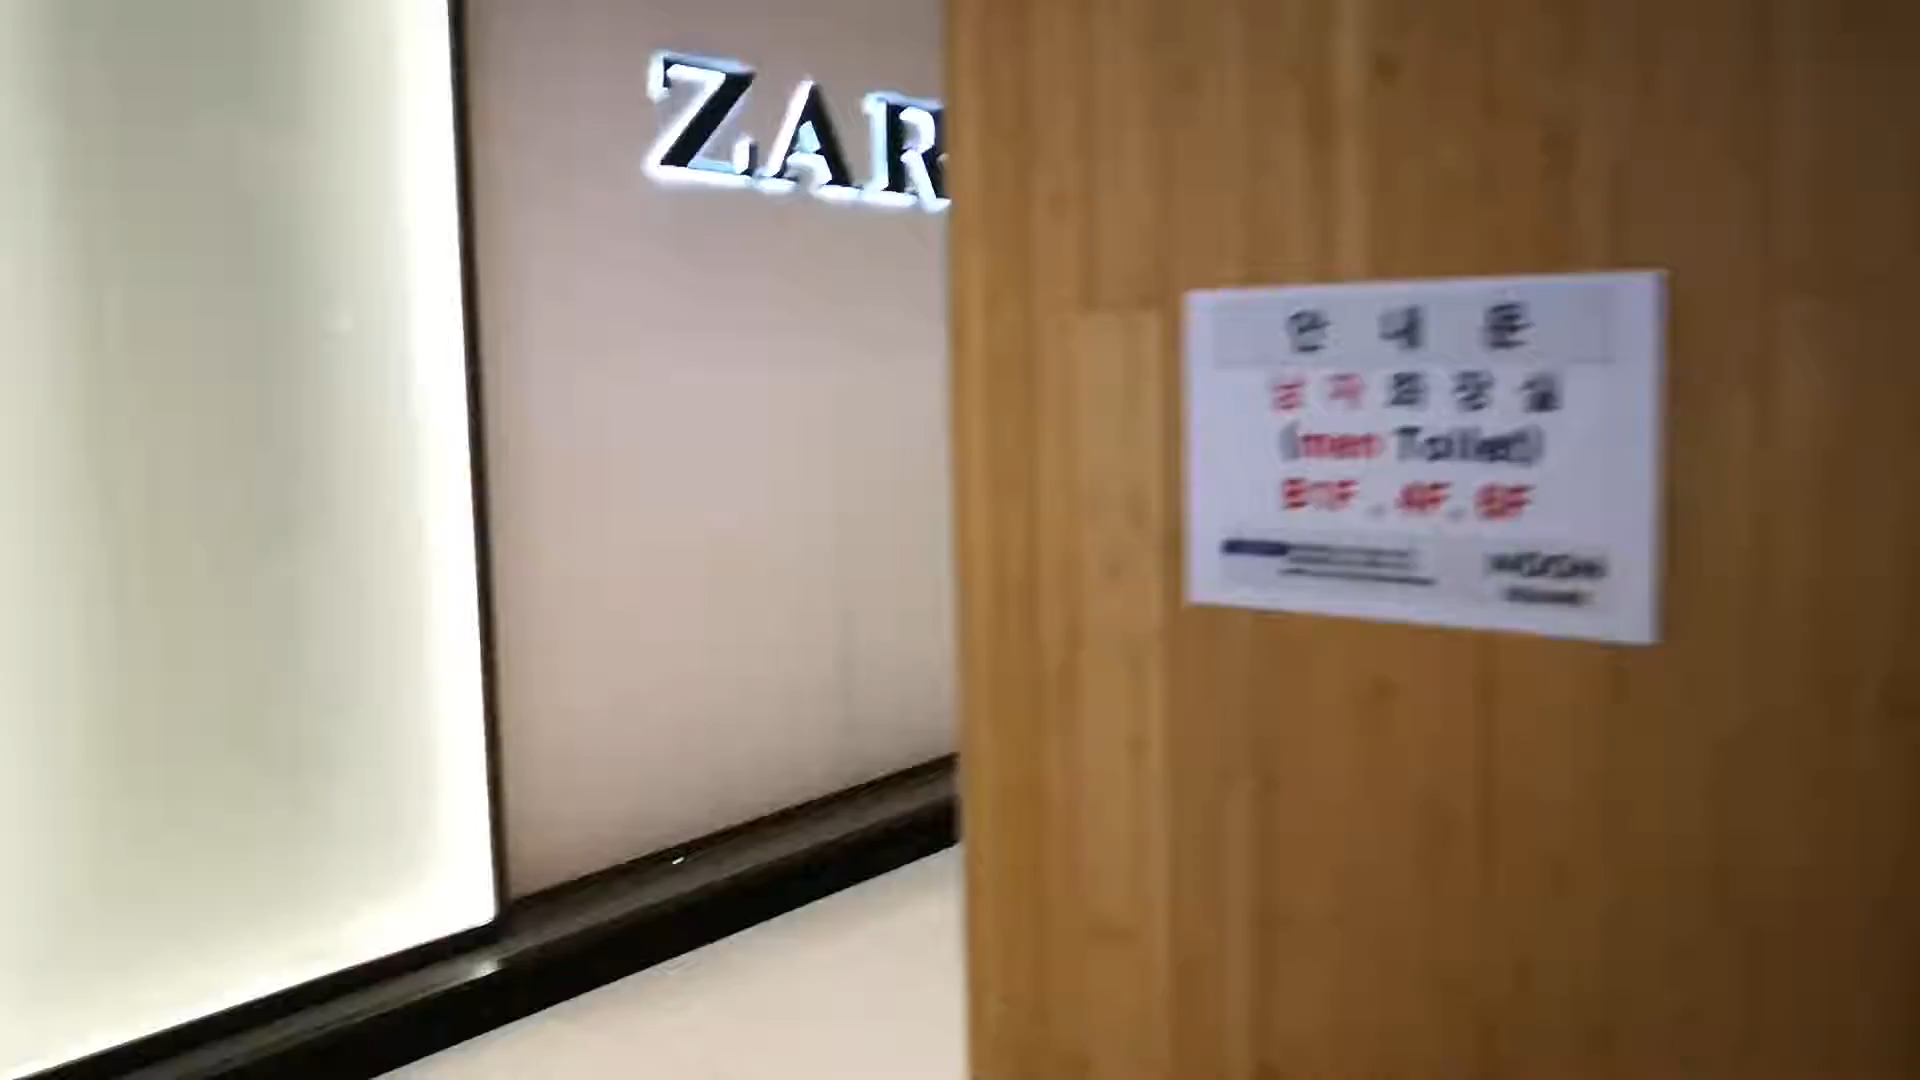 ZAR
안 내 문
남 자 화 장 실
(men Toilet)
B1F . 4F . 6F